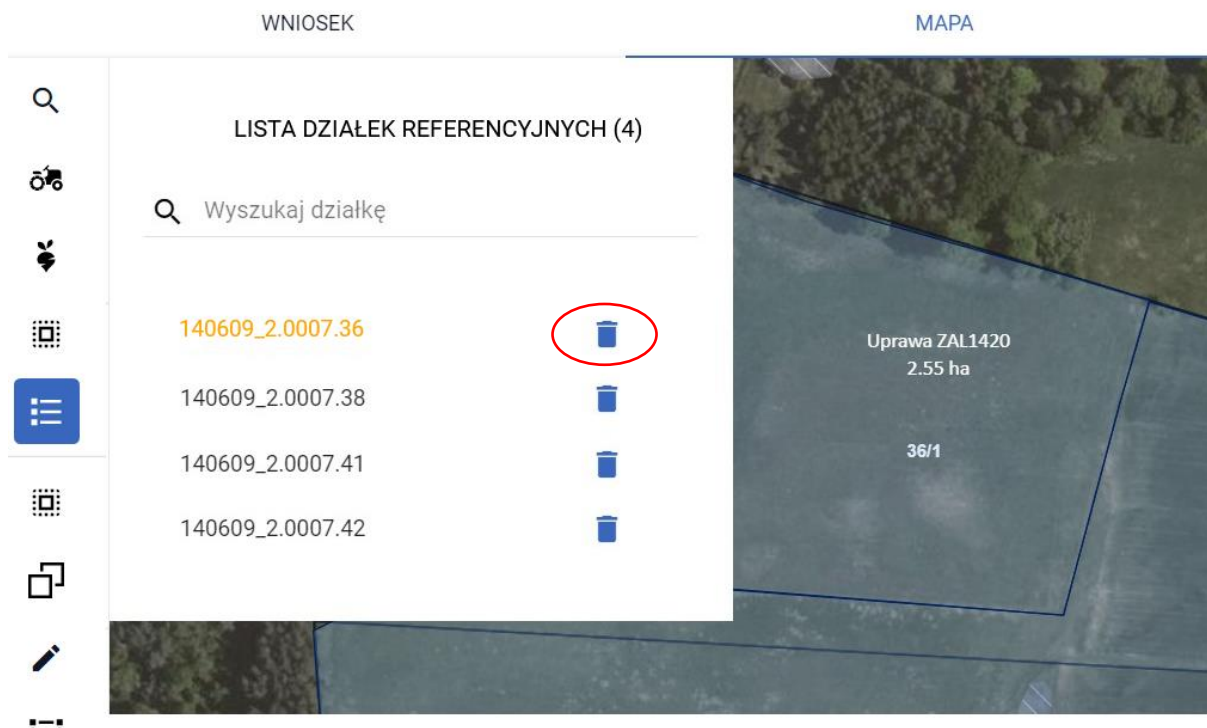 WNIOSEK
MAPA
LISTA DZIAŁEK REFERENCYJNYCH (4)
Wyszukaj działkę
140609_2.0007.36
140609_2.0007.38
140609_2.0007.41
140609_2.0007.42
Uprawa ZAL1420
2.55 ha
36/1